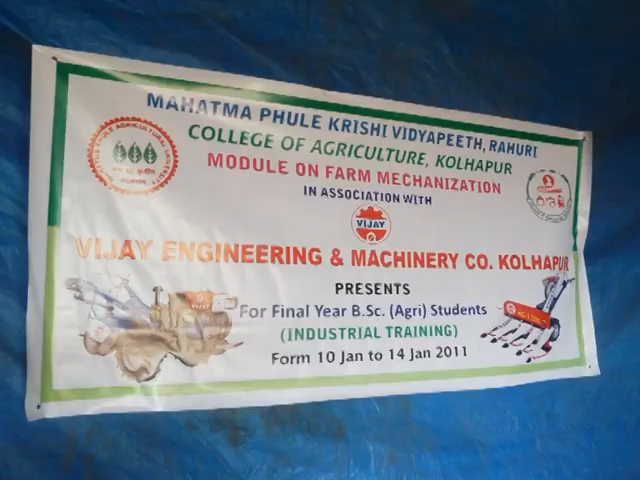 MAHATMA PHULE KRISHI VIDYAPEETH, RAHURI
COLLEGE OF AGRICULTURE, KOLHAPUR
MODULE ON FARM MECHANIZATION
IN ASSOCIATION WITH
VIJAY
VIJAY ENGINEERING & MACHINERY CO. KOLHAPUR
PRESENTS
For Final Year B.Sc. (Agri) Students
(INDUSTRIAL TRAINING)
Form 10 Jan to 14 Jan 2011